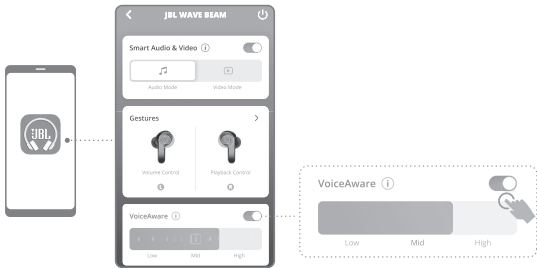 JBL
JBL WAVE BEAM
Smart Audio & Video i
Audio Mode Video Mode
Gestures >
Volume Control Playback Control
L R
VoiceAware i
Low Mid High
VoiceAware i
Low Mid High